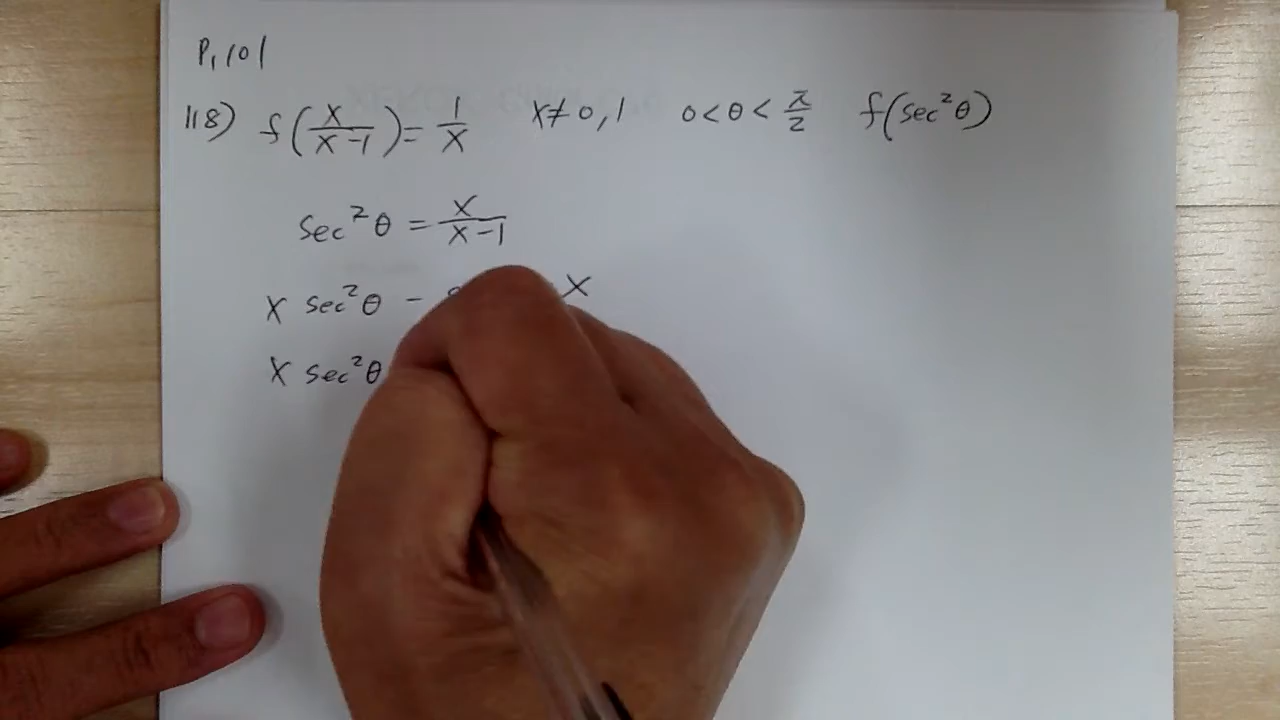 P,101
118) f(x/(x-1)) = 1/x x≠0,1 0<θ<π/2 f(sec²θ)
sec²θ = x/(x-1)
x sec²θ - x
x sec²θ